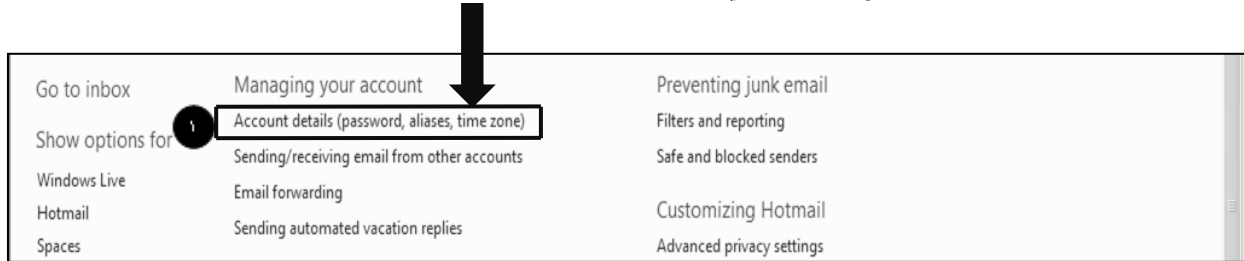 Go to inbox
Show options for
Windows Live
Hotmail
Spaces
Managing your account
١
Account details (password, aliases, time zone)
Sending/receiving email from other accounts
Email forwarding
Sending automated vacation replies
Preventing junk email
Filters and reporting
Safe and blocked senders
Customizing Hotmail
Advanced privacy settings